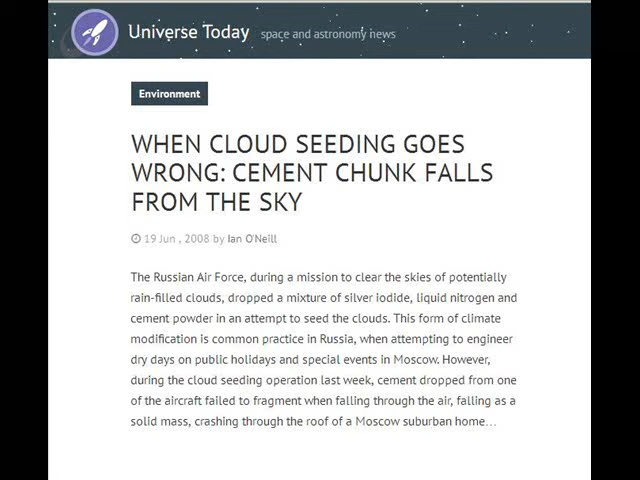 Universe Today space and astronomy news
Environment
WHEN CLOUD SEEDING GOES
WRONG: CEMENT CHUNK FALLS
FROM THE SKY
19 Jun , 2008 by Ian O'Neill
The Russian Air Force, during a mission to clear the skies of potentially
rain-filled clouds, dropped a mixture of silver iodide, liquid nitrogen and
cement powder in an attempt to seed the clouds. This form of climate
modification is common practice in Russia, when attempting to engineer
dry days on public holidays and special events in Moscow. However,
during the cloud seeding operation last week, cement dropped from one
of the aircraft failed to fragment when falling through the air, falling as a
solid mass, crashing through the roof of a Moscow suburban home…